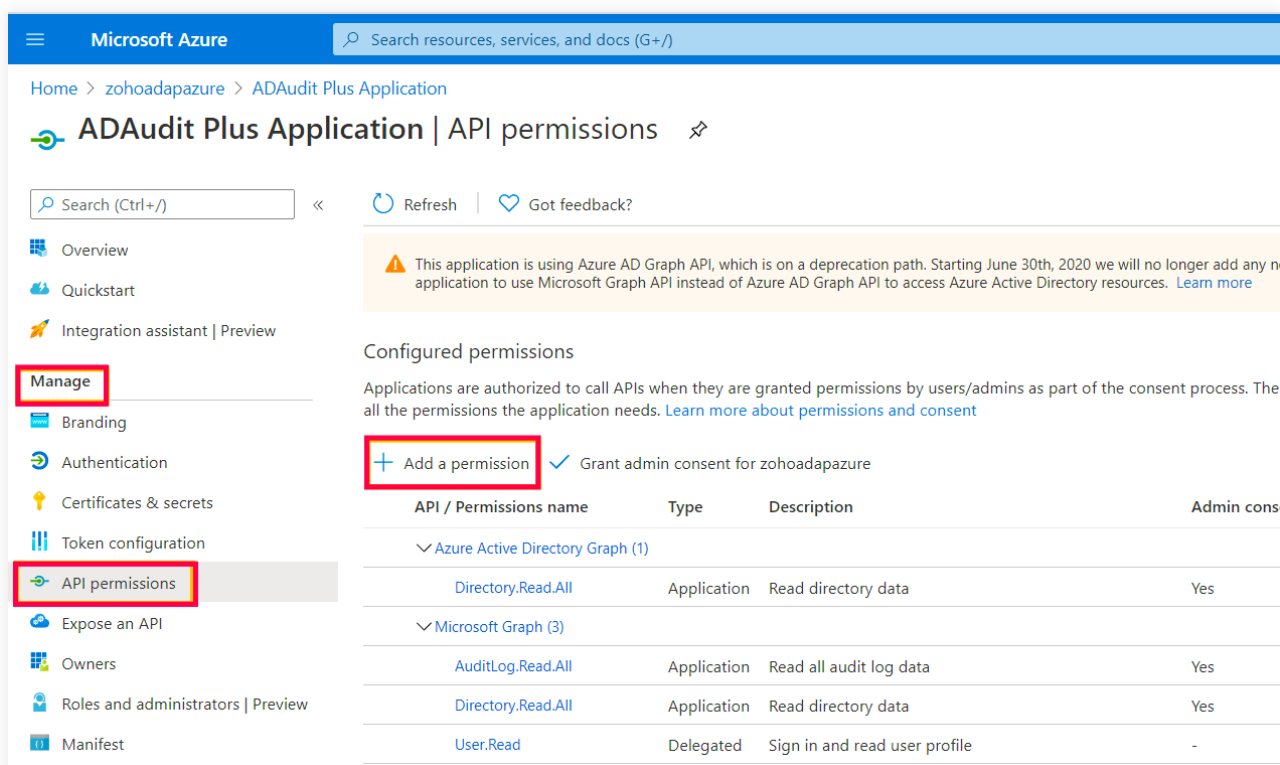 Microsoft Azure
Search resources, services, and docs (G+/)
Home > zohoadapazure > ADAudit Plus Application
ADAudit Plus Application | API permissions
Search (Ctrl+/)
«
Refresh
Got feedback?
Overview
Quickstart
Integration assistant | Preview
Manage
Branding
Authentication
Certificates & secrets
Token configuration
API permissions
Expose an API
Owners
Roles and administrators | Preview
Manifest
This application is using Azure AD Graph API, which is on a deprecation path. Starting June 30th, 2020 we will no longer add any
application to use Microsoft Graph API instead of Azure AD Graph API to access Azure Active Directory resources. Learn more
Configured permissions
Applications are authorized to call APIs when they are granted permissions by users/admins as part of the consent process. The
all the permissions the application needs. Learn more about permissions and consent
+ Add a permission
Grant admin consent for zohoadapazure
API / Permissions name Type Description Admin cons
Azure Active Directory Graph (1)
Directory.Read.All Application Read directory data Yes
Microsoft Graph (3)
AuditLog.Read.All Application Read all audit log data Yes
Directory.Read.All Application Read directory data Yes
User.Read Delegated Sign in and read user profile -